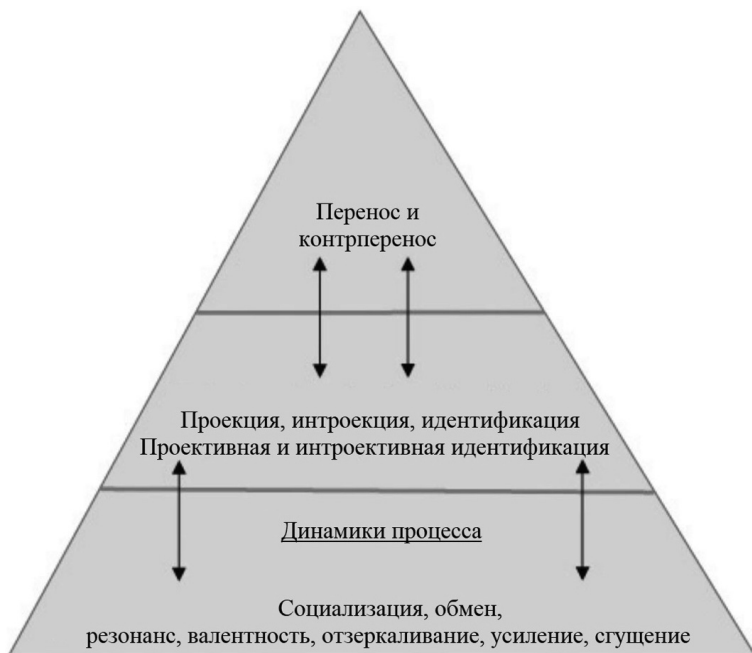 Перенос и
контрперенос
Проекция, интроекция, идентификация
Проективная и интроективная идентификация
Динамики процесса
Социализация, обмен,
резонанс, валентность, отзеркаливание, усиление, сгущение